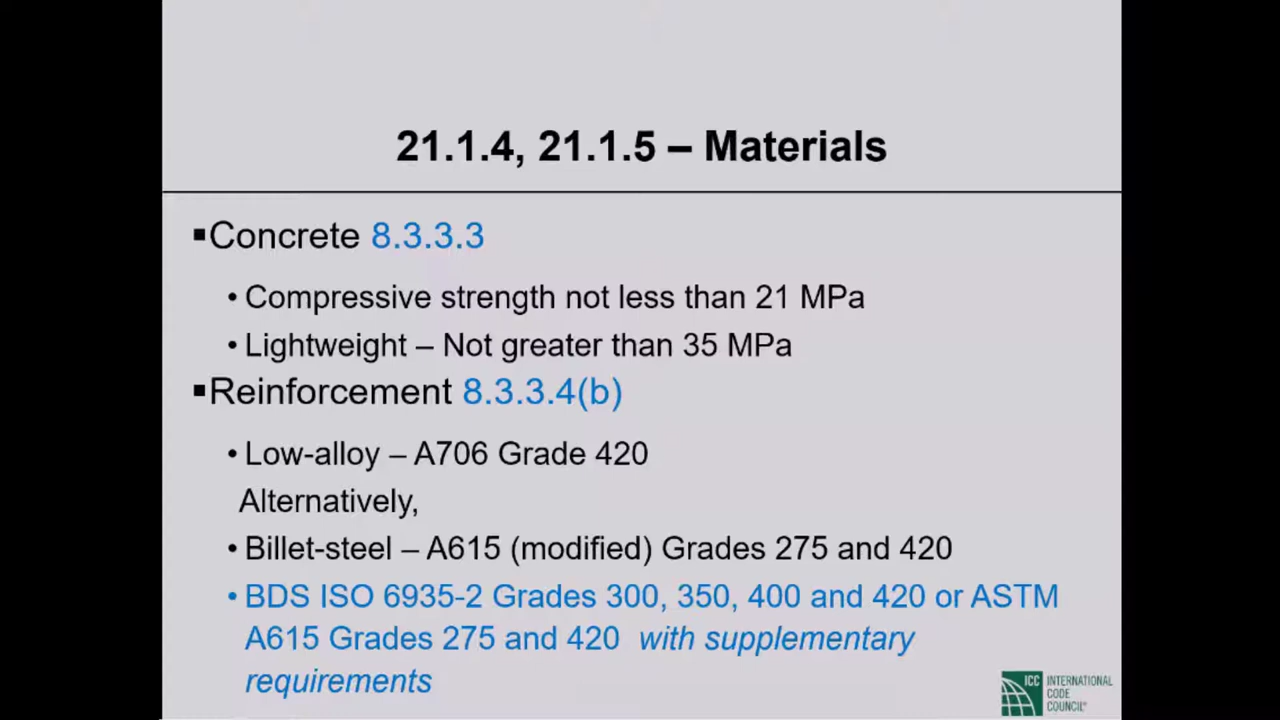 21.1.4, 21.1.5 – Materials
▪Concrete 8.3.3.3
• Compressive strength not less than 21 MPa
• Lightweight – Not greater than 35 MPa
▪Reinforcement 8.3.3.4(b)
• Low-alloy – A706 Grade 420
Alternatively,
• Billet-steel – A615 (modified) Grades 275 and 420
• BDS ISO 6935-2 Grades 300, 350, 400 and 420 or ASTM
A615 Grades 275 and 420 with supplementary
requirements
ICC INTERNATIONAL
CODE
COUNCIL®